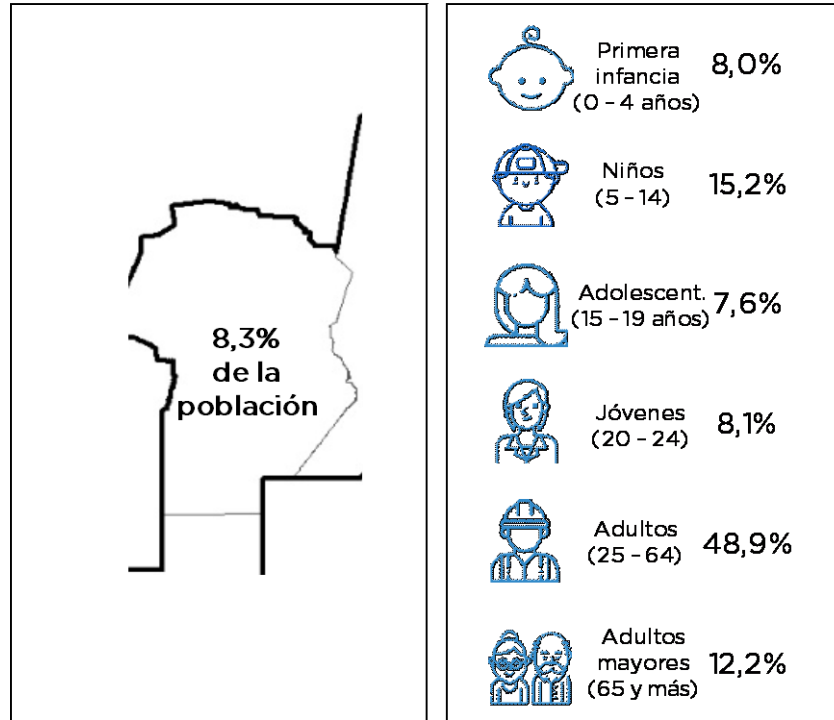 8,3%
de la
población
Primera
infancia
(0 - 4 años)
8,0%
Niños
(5 - 14)
15,2%
Adolescent.
(15 - 19 años)
7,6%
Jóvenes
(20 - 24)
8,1%
Adultos
(25 - 64)
48,9%
Adultos
mayores
(65 y más)
12,2%